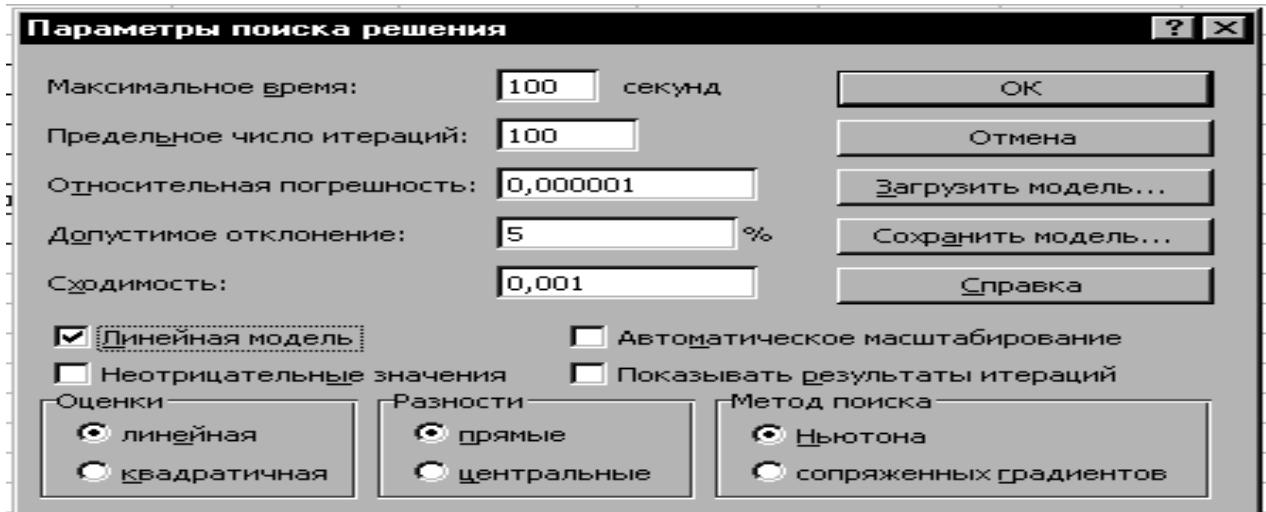 Параметры поиска решения
Максимальное время: 100 секунд OK
Предельное число итераций: 100 Отмена
Относительная погрешность: 0,000001 Загрузить модель...
Допустимое отклонение: 5 % Сохранить модель...
Сходимость: 0,001 Справка
Линейная модель Автоматическое масштабирование
Неотрицательные значения Показывать результаты итераций
Оценки Разности Метод поиска
линейная прямые Ньютона
квадратичная центральные сопряженных градиентов